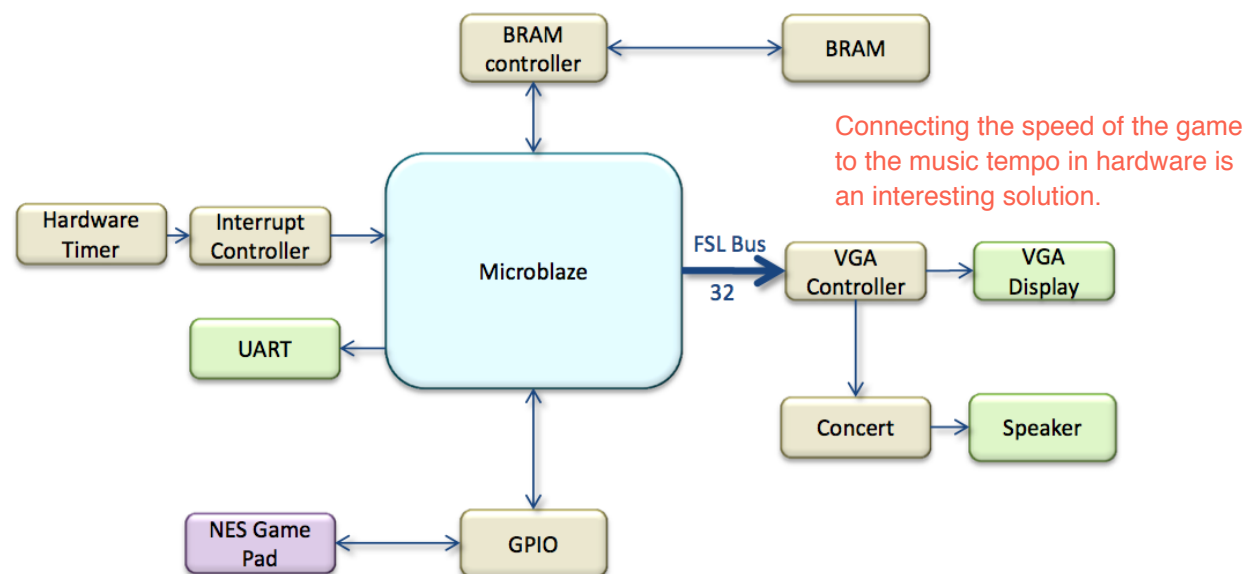 BRAM
controller
BRAM
Connecting the speed of the game
to the music tempo in hardware is
an interesting solution.
Hardware
Timer
Interrupt
Controller
Microblaze
FSL Bus
32
VGA
Controller
VGA
Display
UART
Concert
Speaker
NES Game
Pad
GPIO